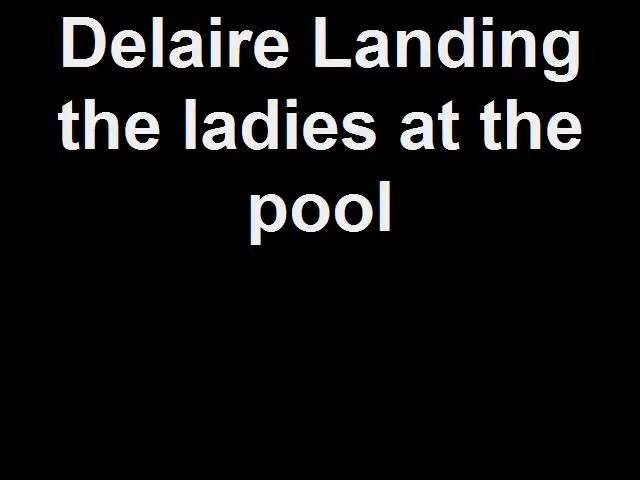 Delaire Landing
the ladies at the
pool